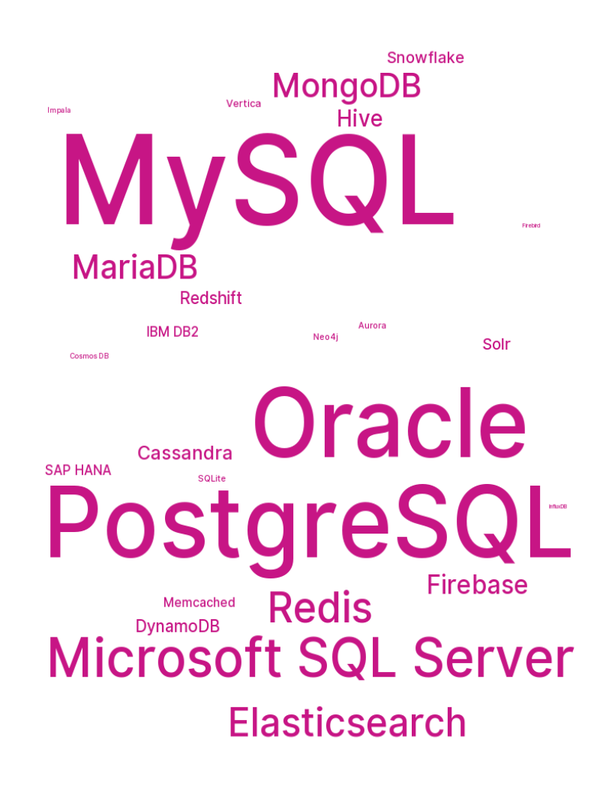 Snowflake
MongoDB
Vertica
Impala
Hive
MySQL
Firebird
MariaDB
Redshift
Aurora
IBM DB2
Neo4j
Solr
Cosmos DB
Oracle
Cassandra
SAP HANA
SQLite
PostgreSQL
InfluxDB
Firebase
Memcached
Redis
DynamoDB
Microsoft SQL Server
Elasticsearch